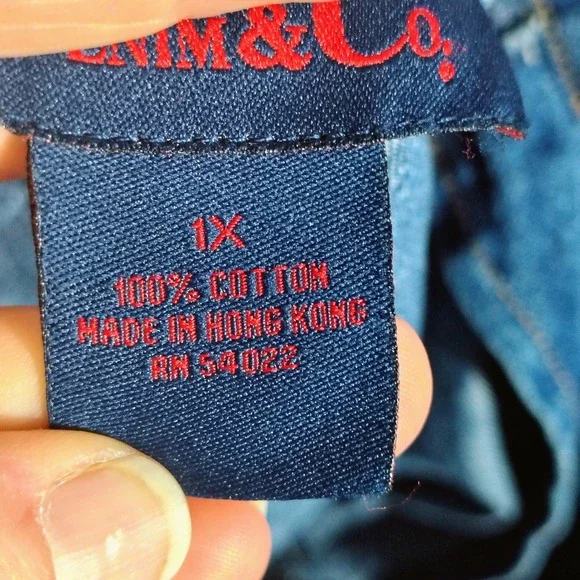 ENIM & Co.
1X
100% COTTON
MADE IN HONG KONG
RN 54022